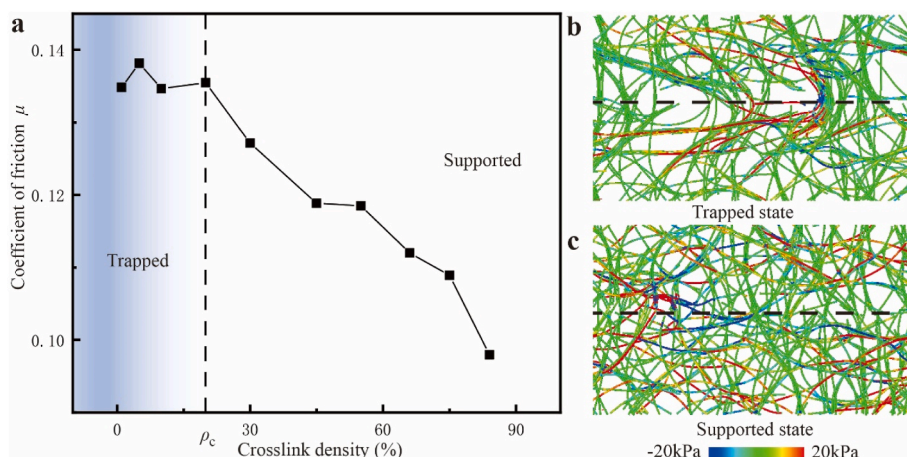 a
0.14
0.12
0.10
Coefficient of friction μ
Trapped
Supported
0
ρc
30
60
90
Crosslink density (%)
b
Trapped state
c
Supported state
-20kPa
20kPa